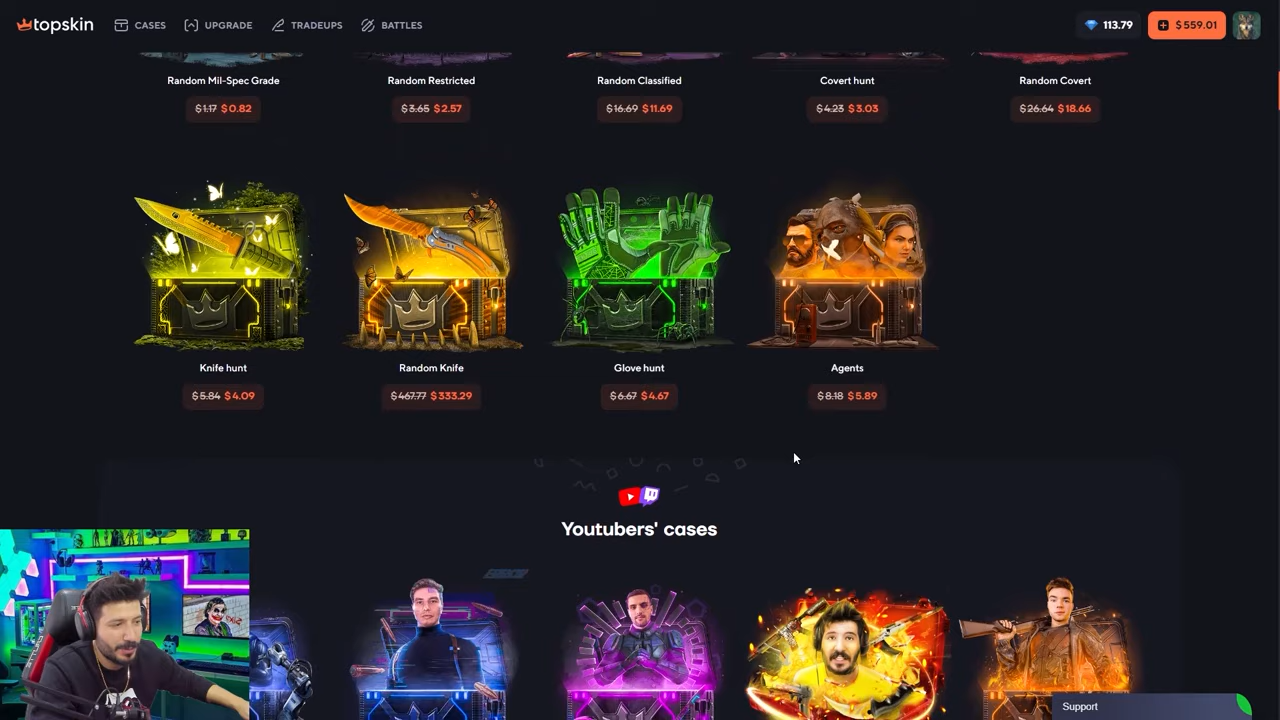 topskin
CASES
UPGRADE
TRADEUPS
BATTLES
113.79
$559.01
Random Mil-Spec Grade
Random Restricted
Random Classified
Covert hunt
Random Covert
$1.17 $0.82
$3.65 $2.57
$16.69 $11.69
$4.23 $3.03
$26.64 $18.66
Knife hunt
Random Knife
Glove hunt
Agents
$5.84 $4.09
$467.77 $333.29
$6.67 $4.67
$8.18 $5.89
Youtubers' cases
Support